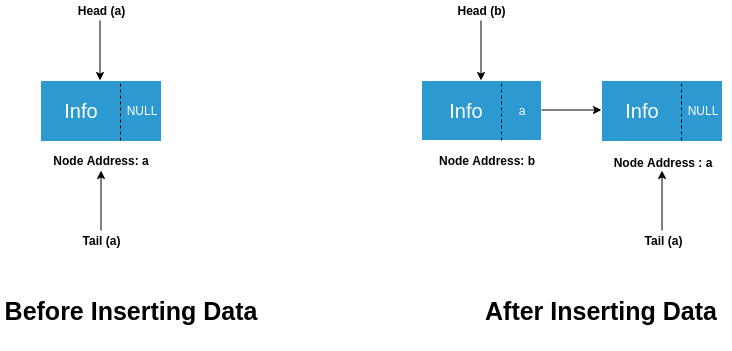 Head (a)
Info
NULL
Node Address: a
Tail (a)
Before Inserting Data
Head (b)
Info
a
Node Address: b
Info
NULL
Node Address : a
Tail (a)
After Inserting Data